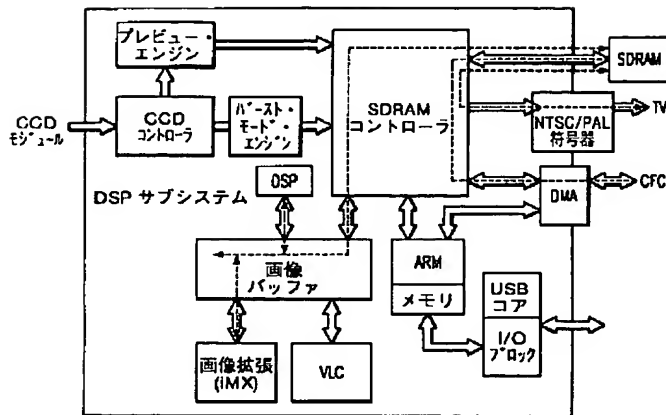 プレビュー・
エンジン
SDRAM
CCD
モジュール
CCD
コントローラ
バースト・
モード・
エンジン
SDRAM
コントローラ
NTSC/PAL
符号器
TV
DSP サブシステム
DSP
DMA
CFC
画像
バッファ
ARM
メモリ
USB
コア
I/O
ブロック
画像拡張
(iMX)
VLC